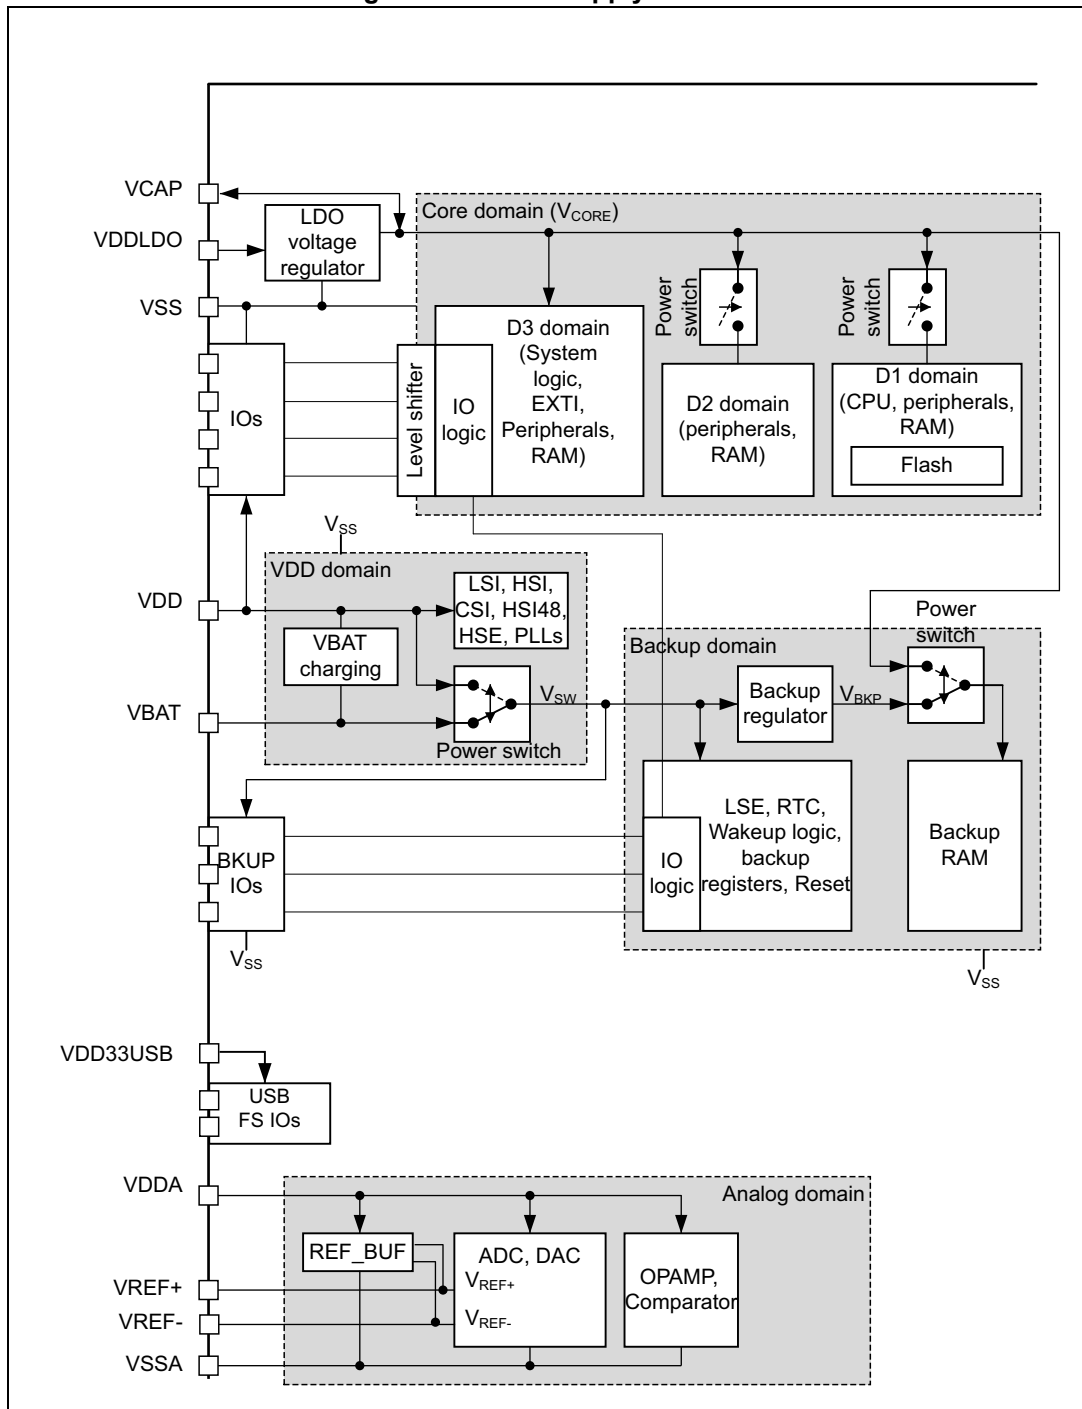 VCAP
VDDLDO
VSS
LDO
voltage
regulator
Core domain (VCORE)
Power
switch
Power
switch
IOs
Level shifter
IO
logic
D3 domain
(System
logic,
EXTI,
Peripherals,
RAM)
D2 domain
(peripherals,
RAM)
D1 domain
(CPU, peripherals,
RAM)
Flash
VSS
VDD domain
VDD
VBAT
charging
LSI, HSI,
CSI, HSI48,
HSE, PLLs
VBAT
VSW
Power switch
Backup domain
Power
switch
Backup
regulator
VBKP
BKUP
IOs
VSS
IO
logic
LSE, RTC,
Wakeup logic,
backup
registers, Reset
Backup
RAM
VSS
VDD33USB
USB
FS IOs
VDDA
Analog domain
REF_BUF
ADC, DAC
VREF+
VREF-
OPAMP,
Comparator
VREF+
VREF-
VSSA